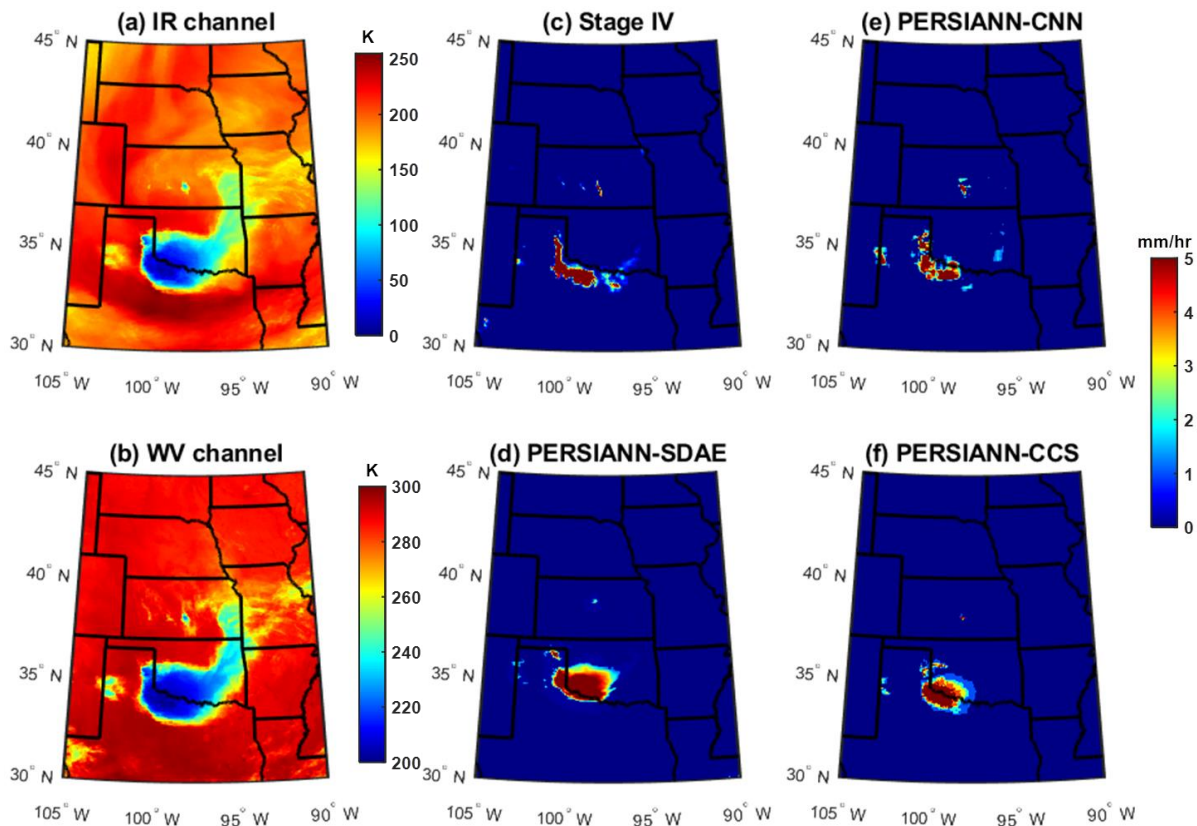 (a) IR channel
(c) Stage IV
(e) PERSIANN-CNN
45° N
40° N
35° N
30° N
105° W
100° W
95° W
90° W
K
250
200
150
100
50
0
45° N
40° N
35° N
30° N
105° W
100° W
95° W
90° W
45° N
40° N
35° N
30° N
105° W
100° W
95° W
90° W
mm/hr
5
4
3
2
1
0
(b) WV channel
(d) PERSIANN-SDAE
(f) PERSIANN-CCS
45° N
40° N
35° N
30° N
105° W
100° W
95° W
90° W
K
300
280
260
240
220
200
45° N
40° N
35° N
30° N
105° W
100° W
95° W
90° W
45° N
40° N
35° N
30° N
105° W
100° W
95° W
90° W